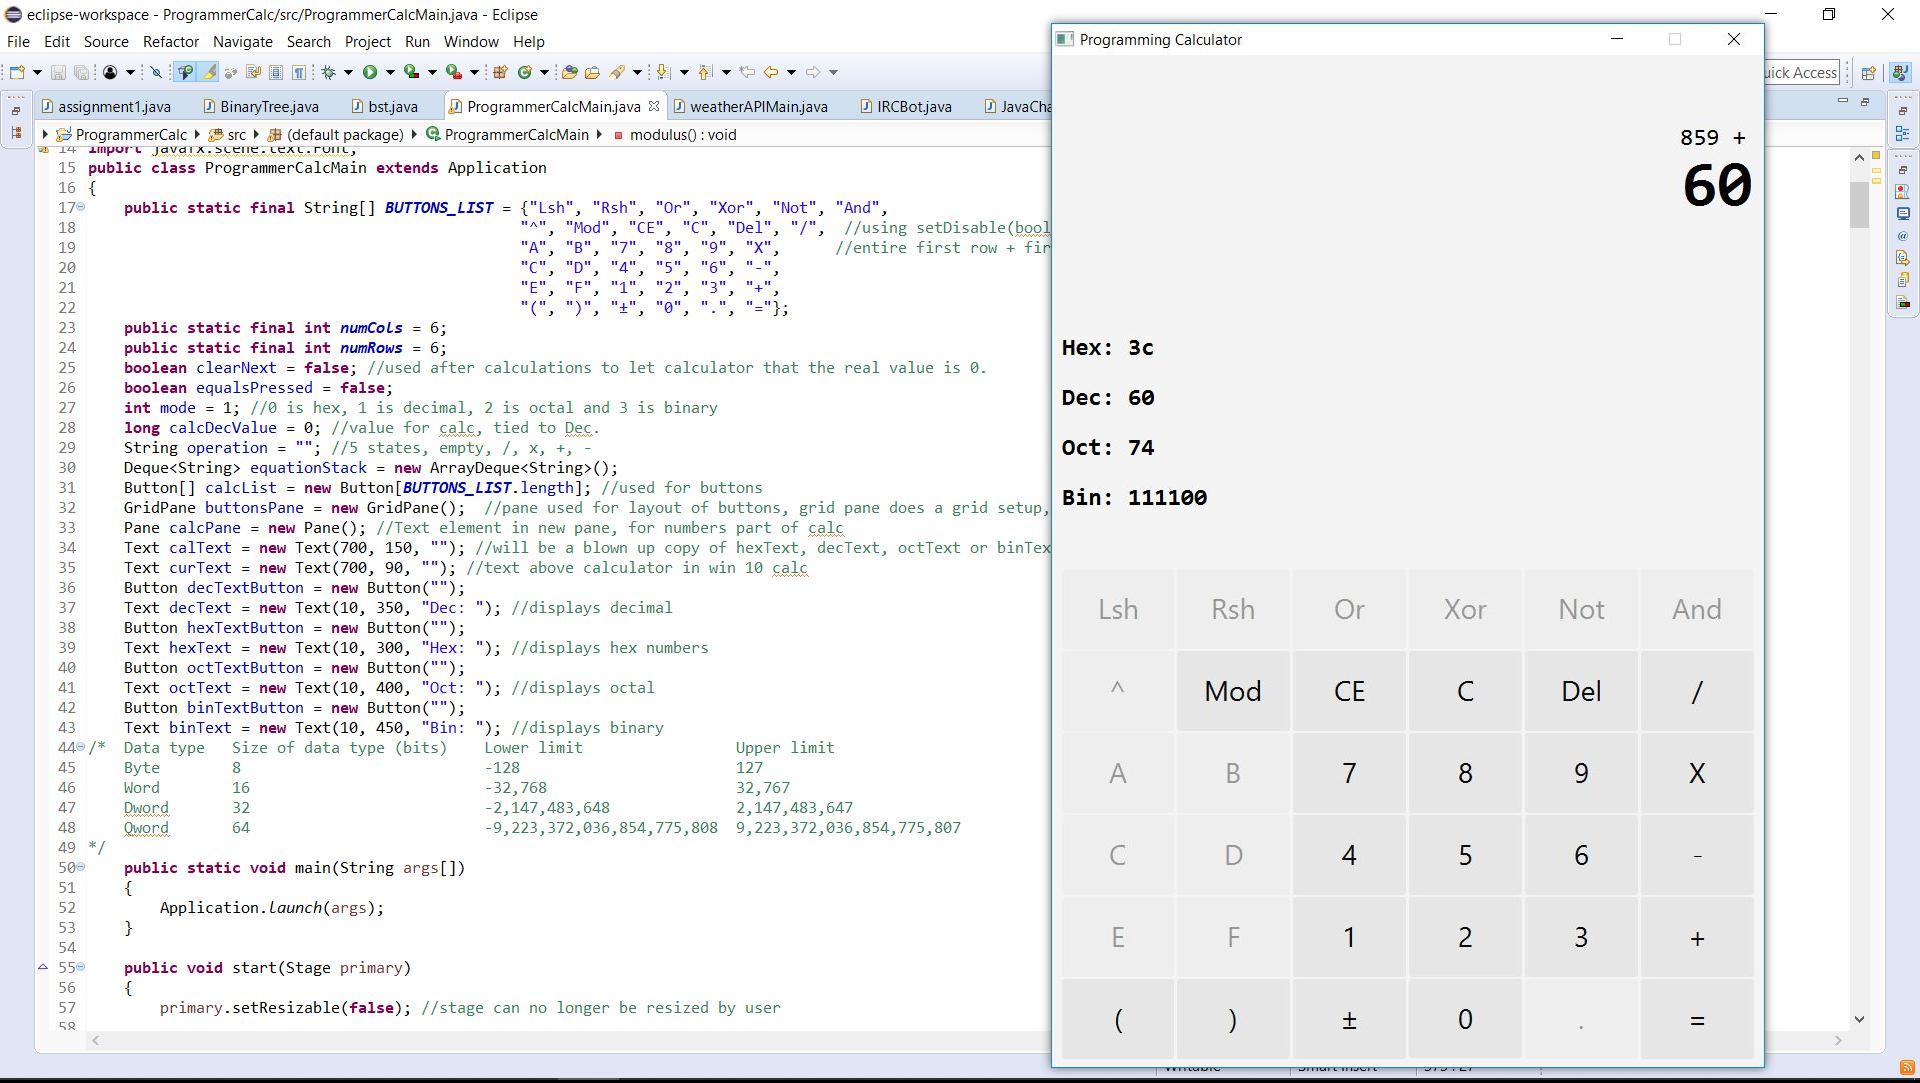 eclipse-workspace - ProgrammerCalc/src/ProgrammerCalcMain.java - Eclipse
File Edit Source Refactor Navigate Search Project Run Window Help
Quick Access
assignment1.java BinaryTree.java bst.java ProgrammerCalcMain.java weatherAPIMain.java IRCBot.java JavaCha
ProgrammerCalc src (default package) ProgrammerCalcMain modulus() : void
14 import javafx.scene.text.Font;
15 public class ProgrammerCalcMain extends Application
16 {
17 public static final String[] BUTTONS_LIST = {"Lsh", "Rsh", "Or", "Xor", "Not", "And",
18 "^", "Mod", "CE", "C", "Del", "/", //using setDisable(bool
19 "A", "B", "7", "8", "9", "X", //entire first row + fir
20 "C", "D", "4", "5", "6", "-",
21 "E", "F", "1", "2", "3", "+",
22 "(", ")", "±", "0", ".", "="};
23 public static final int numCols = 6;
24 public static final int numRows = 6;
25 boolean clearNext = false; //used after calculations to let calculator that the real value is 0.
26 boolean equalsPressed = false;
27 int mode = 1; //0 is hex, 1 is decimal, 2 is octal and 3 is binary
28 long calcDecValue = 0; //value for calc, tied to Dec.
29 String operation = ""; //5 states, empty, /, x, +, -
30 Deque<String> equationStack = new ArrayDeque<String>();
31 Button[] calcList = new Button[BUTTONS_LIST.length]; //used for buttons
32 GridPane buttonsPane = new GridPane(); //pane used for layout of buttons, grid pane does a grid setup,
33 Pane calcPane = new Pane(); //Text element in new pane, for numbers part of calc
34 Text calText = new Text(700, 150, ""); //will be a blown up copy of hexText, decText, octText or binTex
35 Text curText = new Text(700, 90, ""); //text above calculator in win 10 calc
36 Button decTextButton = new Button("");
37 Text decText = new Text(10, 350, "Dec: "); //displays decimal
38 Button hexTextButton = new Button("");
39 Text hexText = new Text(10, 300, "Hex: "); //displays hex numbers
40 Button octTextButton = new Button("");
41 Text octText = new Text(10, 400, "Oct: "); //displays octal
42 Button binTextButton = new Button("");
43 Text binText = new Text(10, 450, "Bin: "); //displays binary
44 /* Data type Size of data type (bits) Lower limit Upper limit
45 Byte 8 -128 127
46 Word 16 -32,768 32,767
47 Dword 32 -2,147,483,648 2,147,483,647
48 Qword 64 -9,223,372,036,854,775,808 9,223,372,036,854,775,807
49 */
50 public static void main(String args[])
51 {
52 Application.launch(args);
53 }
54
55 public void start(Stage primary)
56 {
57 primary.setResizable(false); //stage can no longer be resized by user
58
Programming Calculator
859 +
60
Hex: 3c
Dec: 60
Oct: 74
Bin: 111100
Lsh Rsh Or Xor Not And
^ Mod CE C Del /
A B 7 8 9 X
C D 4 5 6 -
E F 1 2 3 +
( ) ± 0 . =